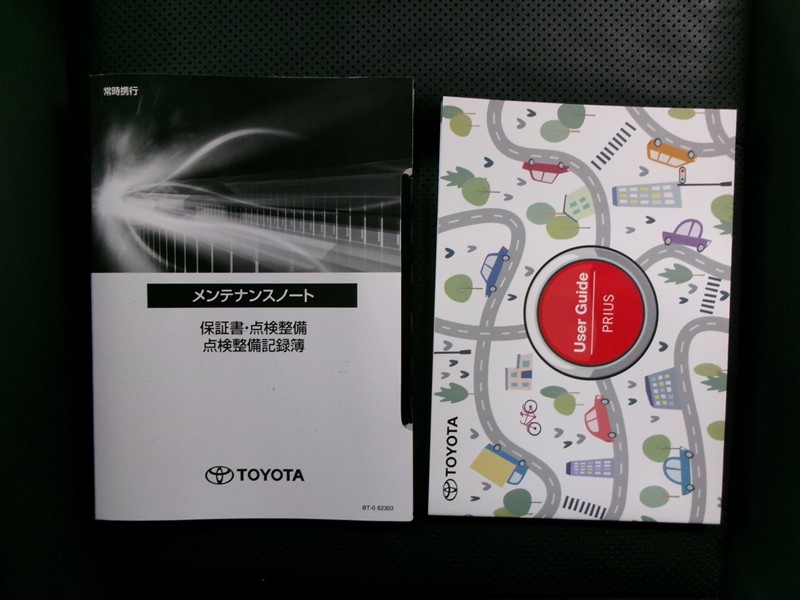 常時携行
メンテナンスノート
保証書・点検整備
点検整備記録簿
TOYOTA
BT-0 62303
User Guide
PRIUS
TOYOTA